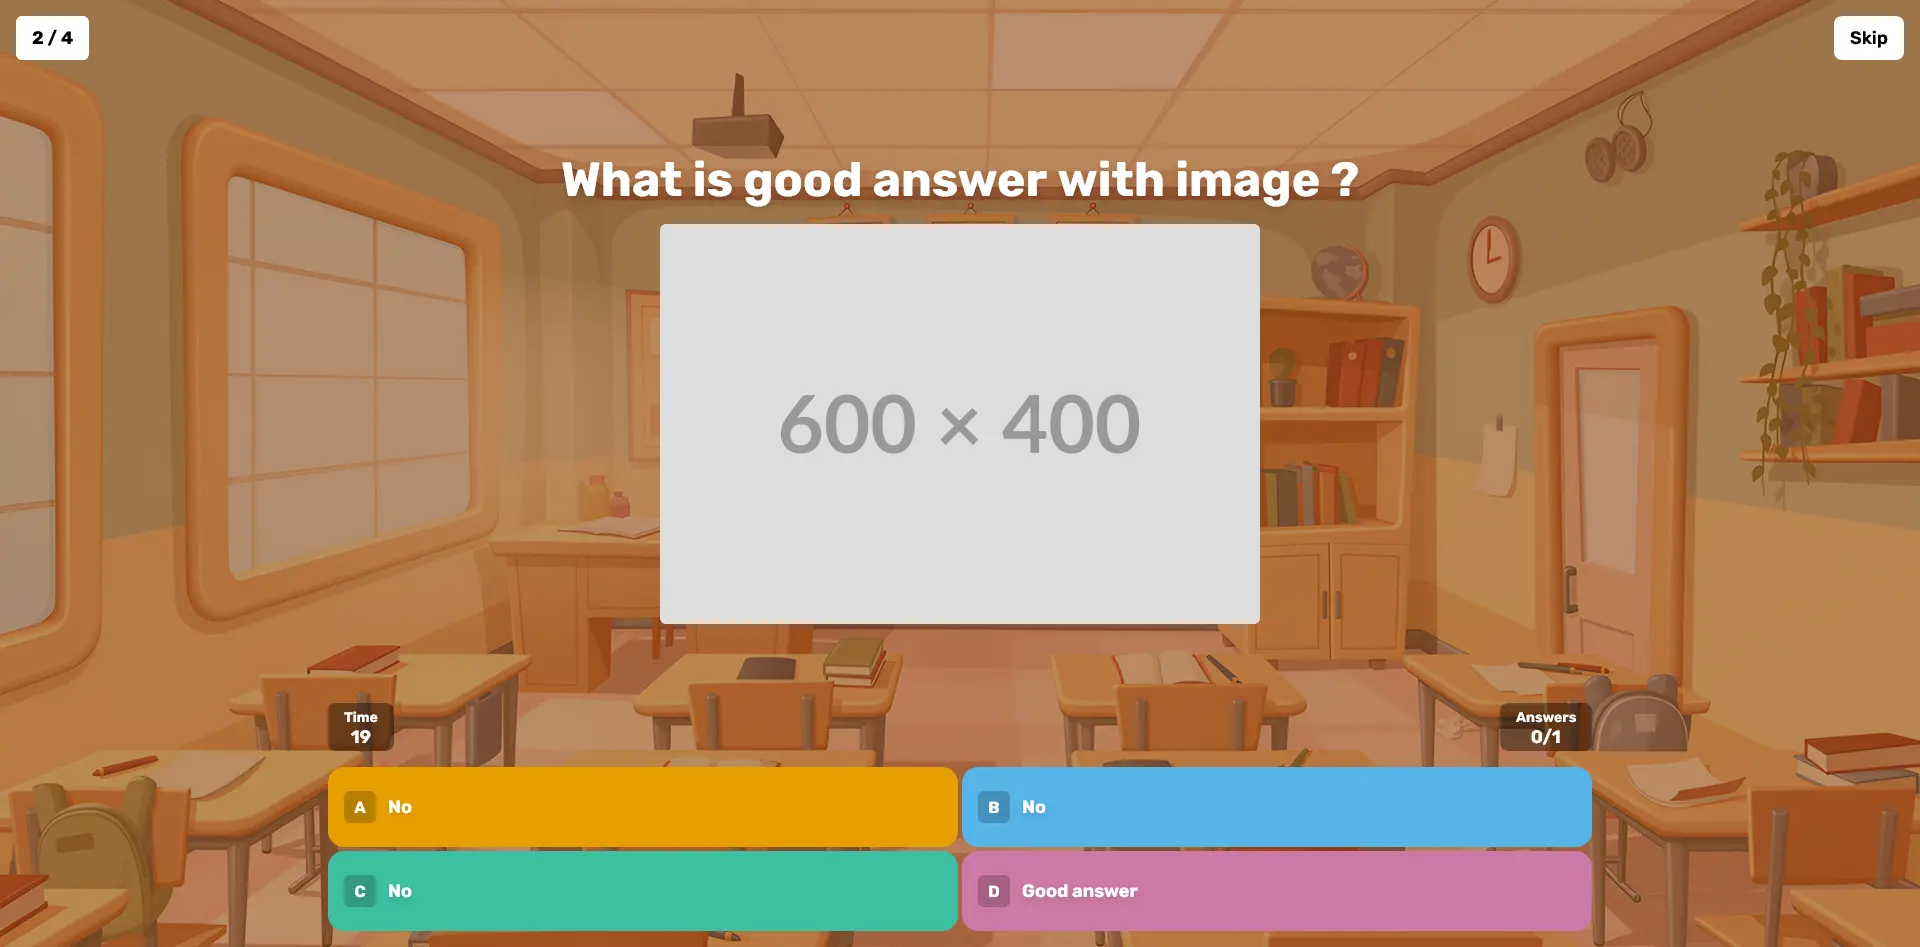 2 / 4
Skip
What is good answer with image ?
600 × 400
Time
19
Answers
0/1
A No
B No
C No
D Good answer